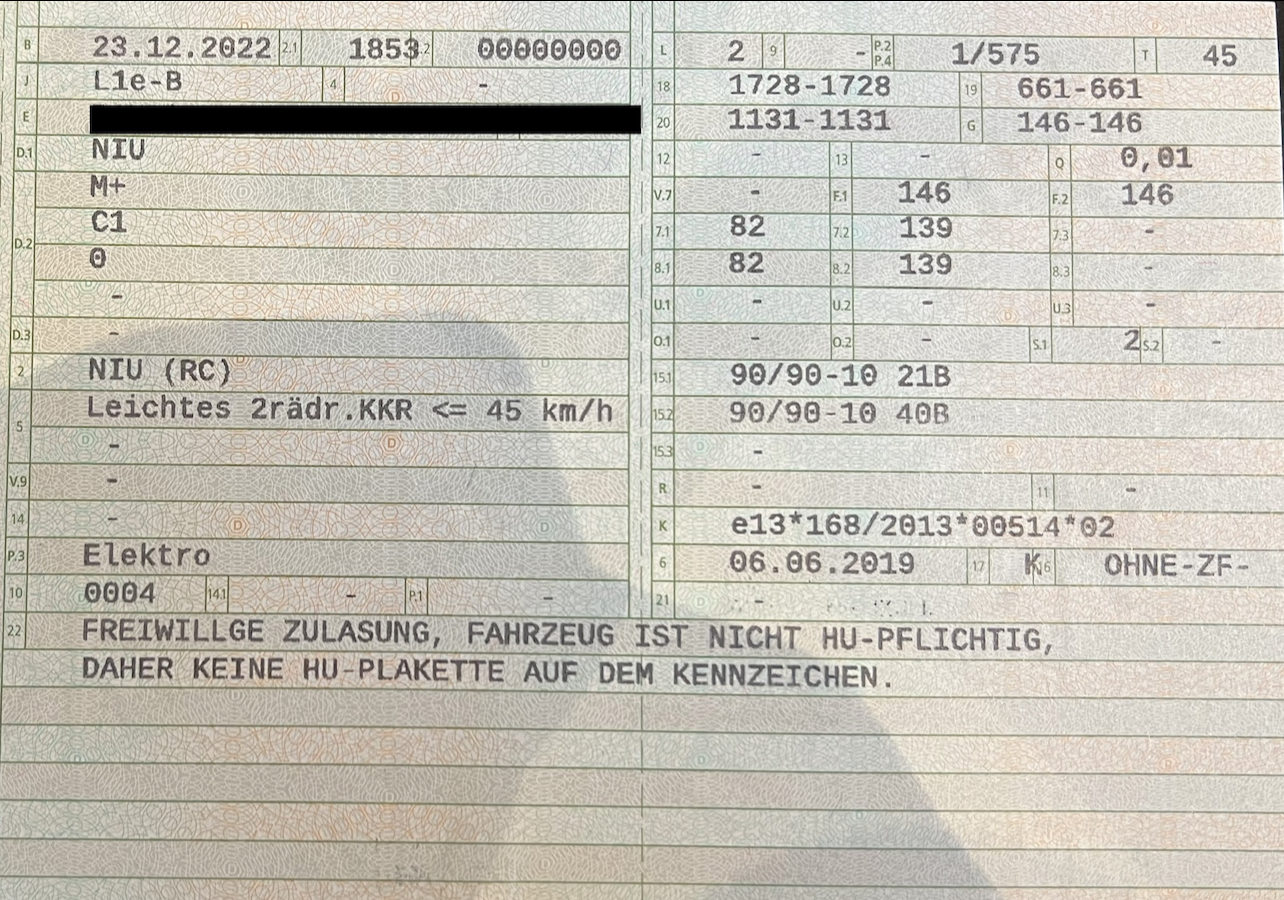 B 23.12.2022 2.1 1853 .2 00000000
J L1e-B 4 -
E
D.1 NIU
M+
D.2 C1
0
-
D.3 -
2 NIU (RC)
5 Leichtes 2rädr.KKR <= 45 km/h
-
V.9 -
14 -
P.3 Elektro
10 0004 14.1 - P.1 -
L 2 9 - P.2 P.4 1/575 T 45
18 1728-1728 19 661-661
20 1131-1131 G 146-146
12 - 13 - Q 0,01
V.7 - F.1 146 F.2 146
7.1 82 7.2 139 7.3 -
8.1 82 8.2 139 8.3 -
U.1 - U.2 - U.3 -
O.1 - O.2 - S.1 2 S.2 -
15.1 90/90-10 21B
15.2 90/90-10 40B
15.3 -
R - 11 -
K e13*168/2013*00514*02
6 06.06.2019 17 K 16 OHNE-ZF-
21 -
22 FREIWILLGE ZULASUNG, FAHRZEUG IST NICHT HU-PFLICHTIG,
DAHER KEINE HU-PLAKETTE AUF DEM KENNZEICHEN.